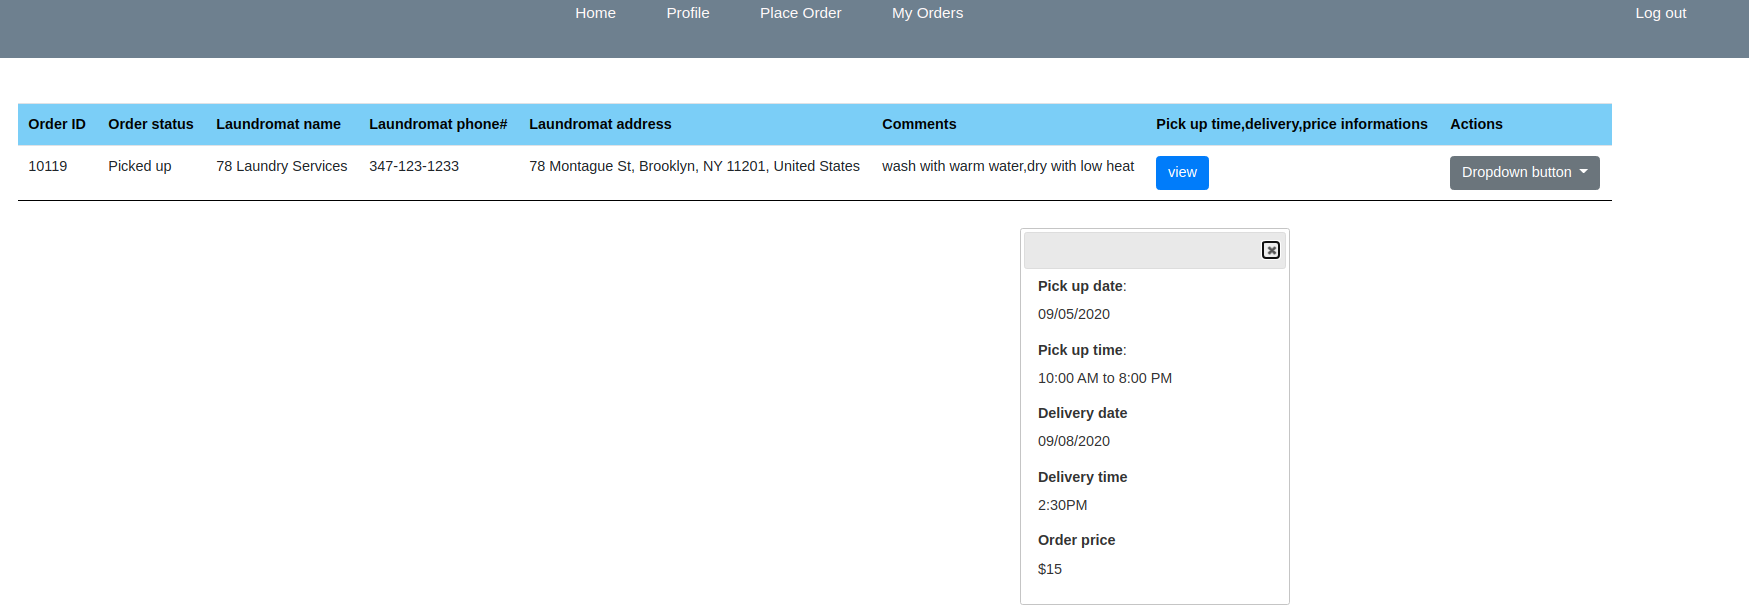 Home Profile Place Order My Orders Log out
Order ID Order status Laundromat name Laundromat phone# Laundromat address Comments Pick up time,delivery,price informations Actions
10119 Picked up 78 Laundry Services 347-123-1233 78 Montague St, Brooklyn, NY 11201, United States wash with warm water,dry with low heat view Dropdown button
Pick up date:
09/05/2020
Pick up time:
10:00 AM to 8:00 PM
Delivery date
09/08/2020
Delivery time
2:30PM
Order price
$15